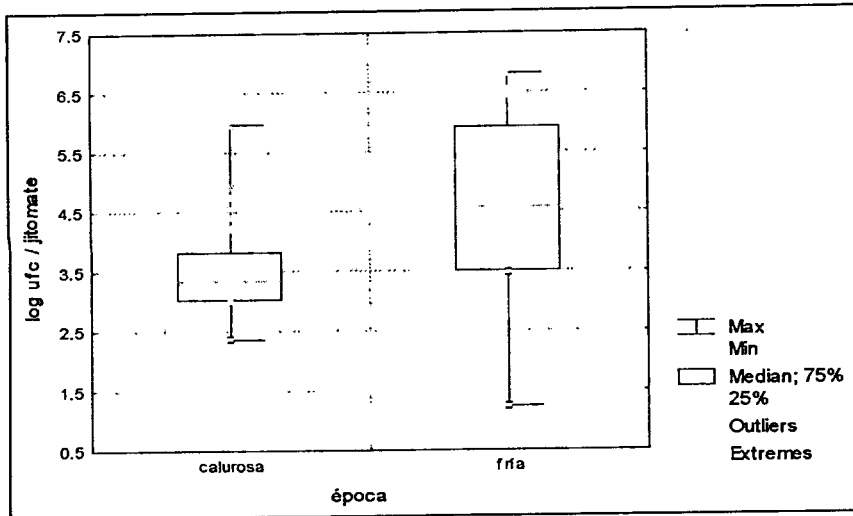 7.5
6.5
5.5
4.5
3.5
2.5
1.5
0.5
log ufc / jitomate
calurosa
fría
época
Max
Min
Median; 75%
25%
Outliers
Extremes